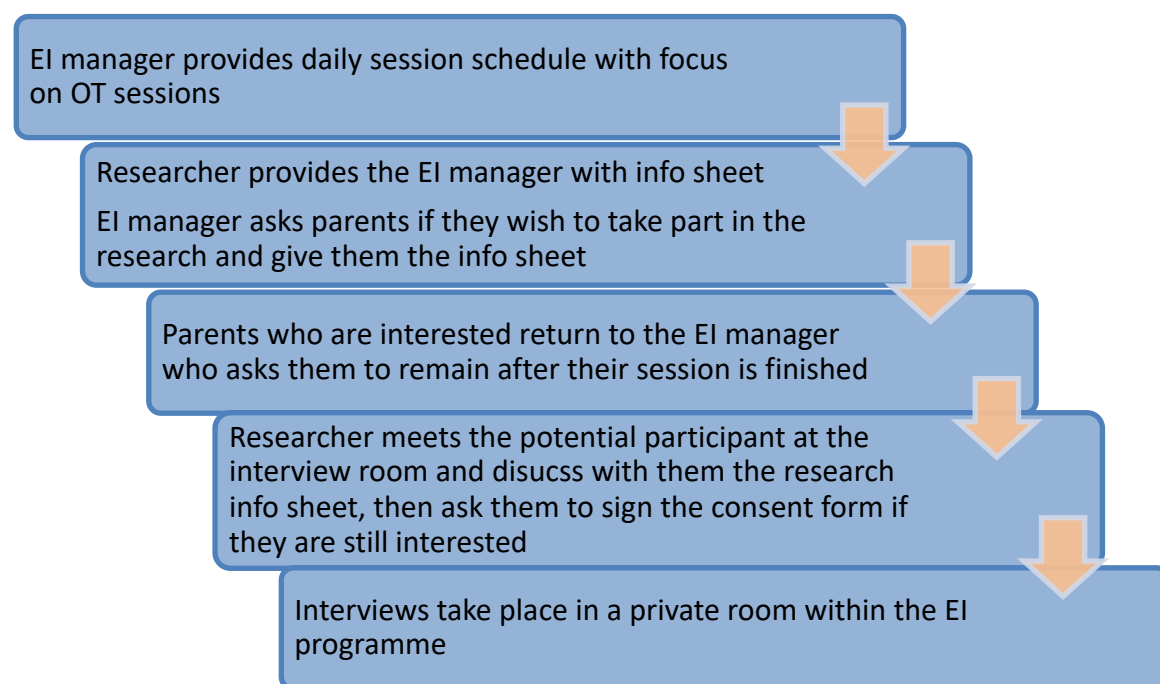 EI manager provides daily session schedule with focus
on OT sessions
Researcher provides the EI manager with info sheet
EI manager asks parents if they wish to take part in the
research and give them the info sheet
Parents who are interested return to the EI manager
who asks them to remain after their session is finished
Researcher meets the potential participant at the
interview room and disucss with them the research
info sheet, then ask them to sign the consent form if
they are still interested
Interviews take place in a private room within the EI
programme